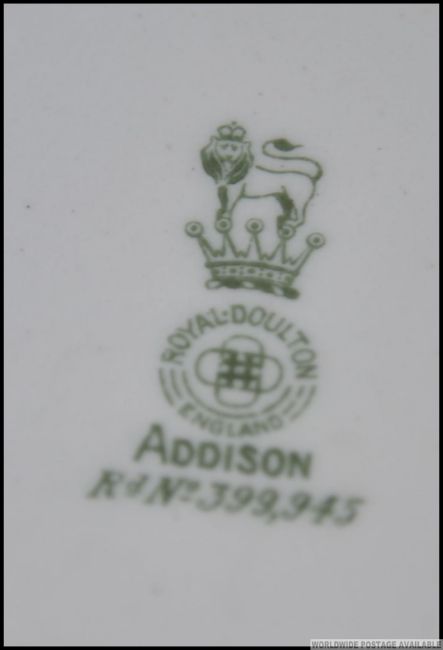 ROYAL·DOULTON
ENGLAND
ADDISON
Rd No 399,945
WORLDWIDE POSTAGE AVAILABLE